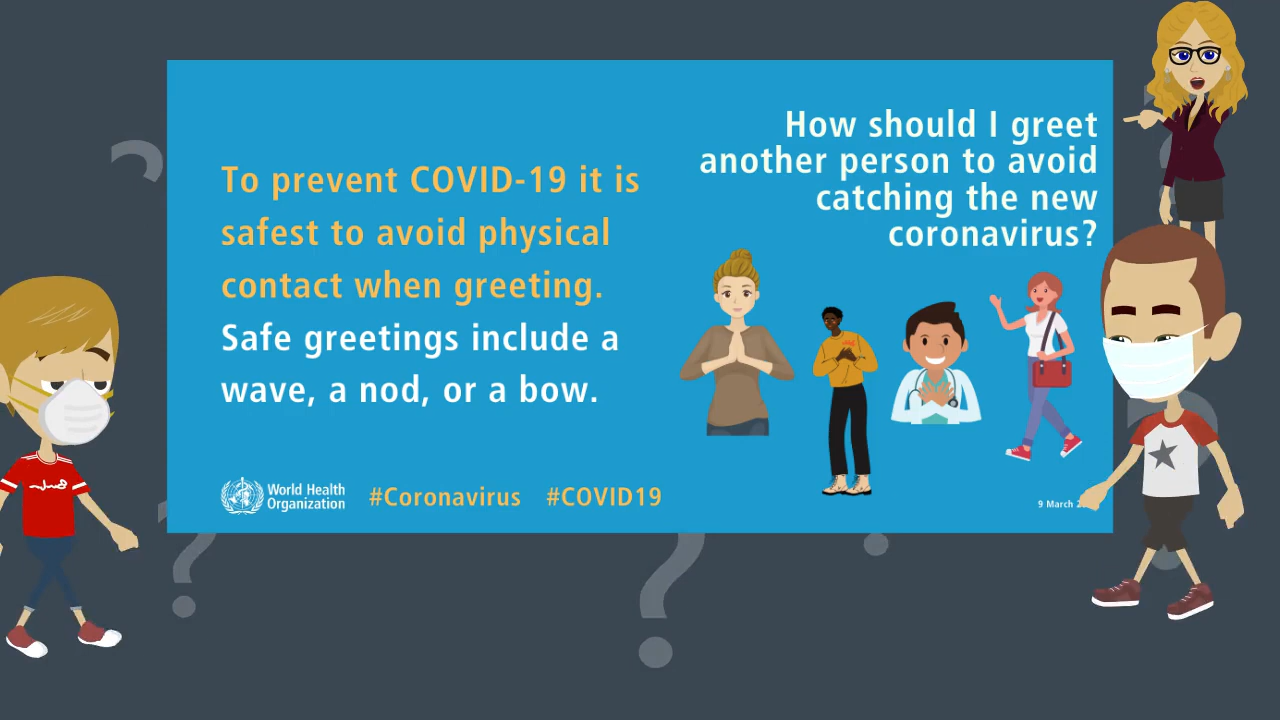 How should I greet
another person to avoid
catching the new
coronavirus?
To prevent COVID-19 it is
safest to avoid physical
contact when greeting.
Safe greetings include a
wave, a nod, or a bow.
World Health
Organization
#Coronavirus #COVID19
9 March